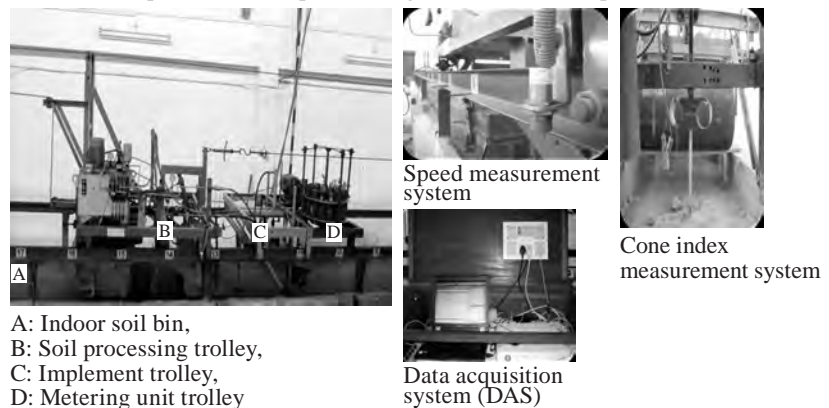 B
C
D
A
A: Indoor soil bin,
B: Soil processing trolley,
C: Implement trolley,
D: Metering unit trolley
Speed measurement
system
Data acquisition
system (DAS)
Cone index
measurement system